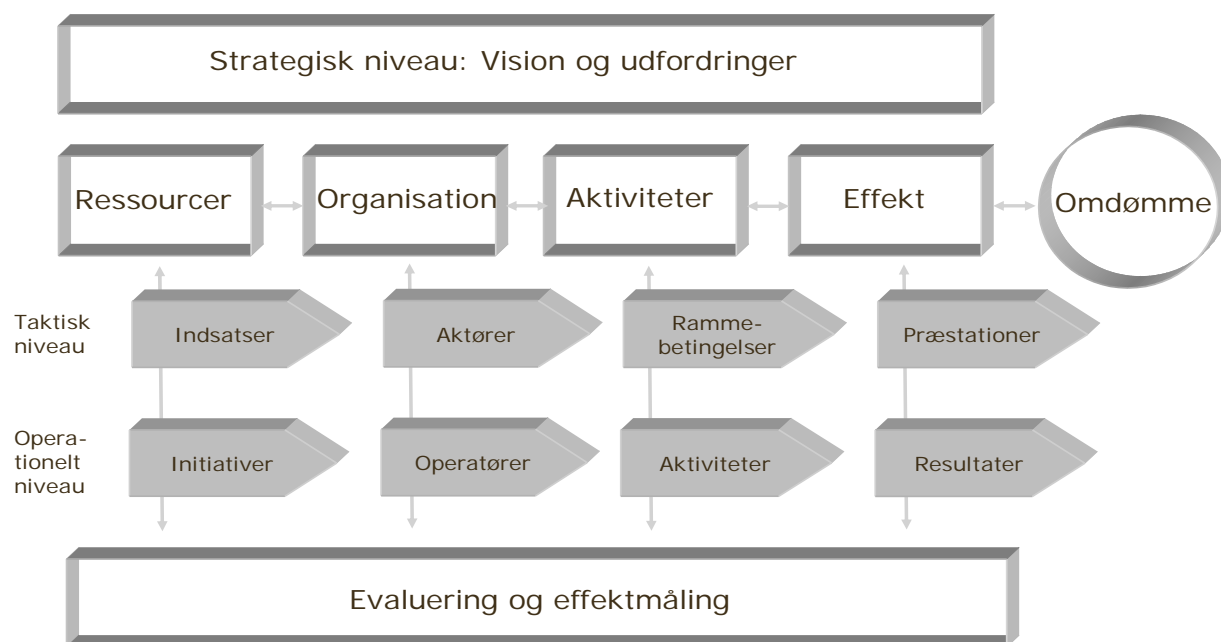 Strategisk niveau: Vision og udfordringer
Ressourcer
Organisation
Aktiviteter
Effekt
Omdømme
Taktisk
niveau
Indsatser
Aktører
Ramme-
betingelser
Præstationer
Opera-
tionelt
niveau
Initiativer
Operatører
Aktiviteter
Resultater
Evaluering og effektmåling